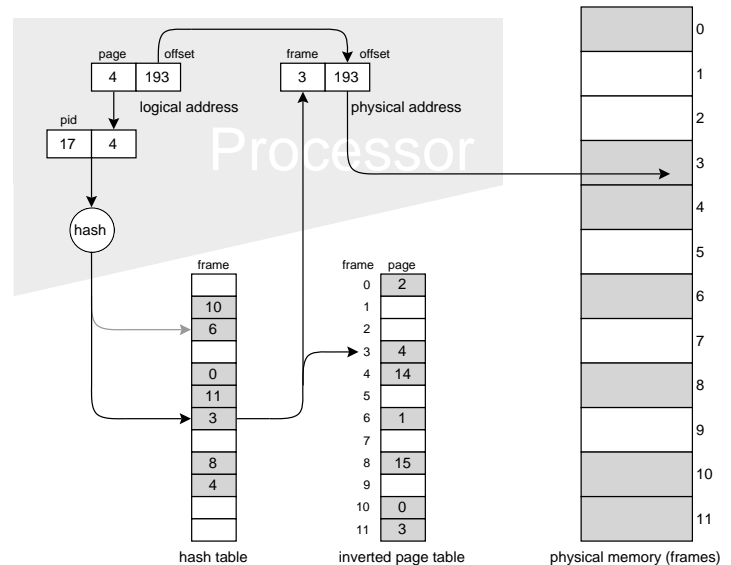 page offset
4 193
logical address
frame offset
3 193
physical address
pid
17 4
Processor
hash
frame
10
6
0
11
3
8
4
hash table
frame page
0 2
1
2
3 4
4 14
5
6 1
7
8 15
9
10 0
11 3
inverted page table
0
1
2
3
4
5
6
7
8
9
10
11
physical memory (frames)